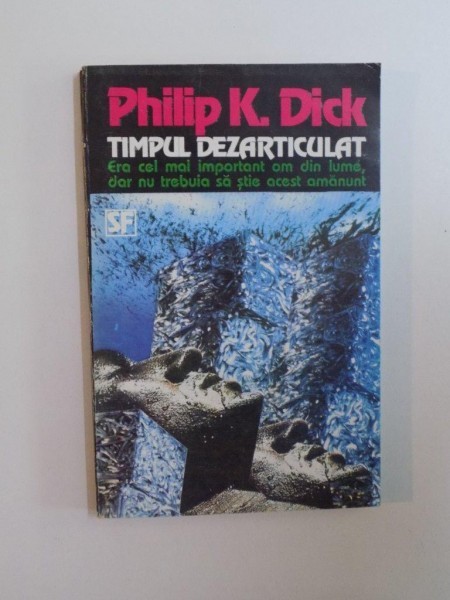 Philip K. Dick
TIMPUL DEZARTICULAT
Era cel mai important om din lume,
dar nu trebuia să știe acest amănunt
SF